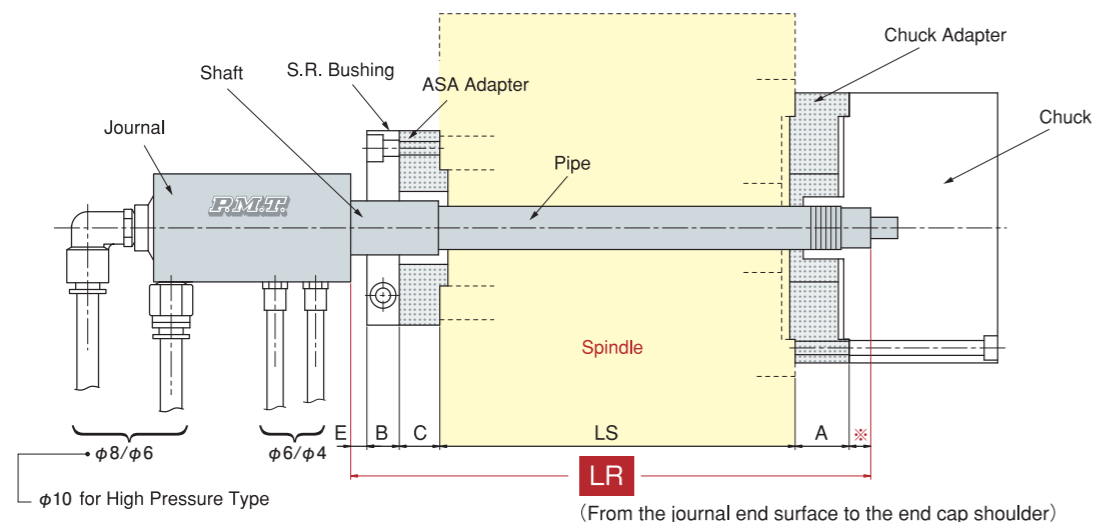 Chuck Adapter
S.R. Bushing
Shaft
ASA Adapter
Chuck
Journal
Pipe
P.M.T.
Spindle
E B C LS A ※
φ8/φ6 φ6/φ4
LR
φ10 for High Pressure Type
(From the journal end surface to the end cap shoulder)